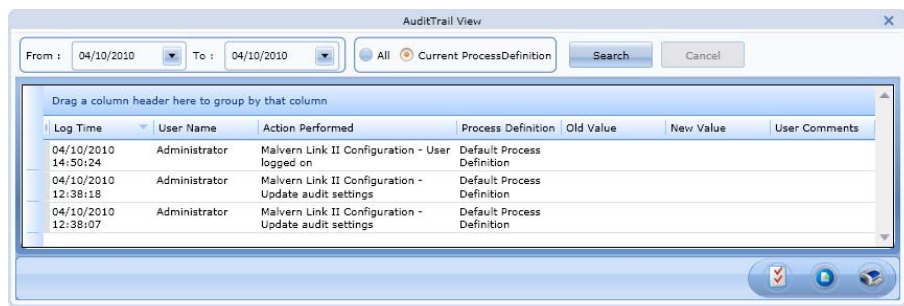 AuditTrail View
From : 04/10/2010 To : 04/10/2010 All Current ProcessDefinition Search Cancel
Drag a column header here to group by that column
Log Time User Name Action Performed Process Definition Old Value New Value User Comments
04/10/2010 Administrator Malvern Link II Configuration - User Default Process
14:50:24 logged on Definition
04/10/2010 Administrator Malvern Link II Configuration - Default Process
12:38:18 Update audit settings Definition
04/10/2010 Administrator Malvern Link II Configuration - Default Process
12:38:07 Update audit settings Definition